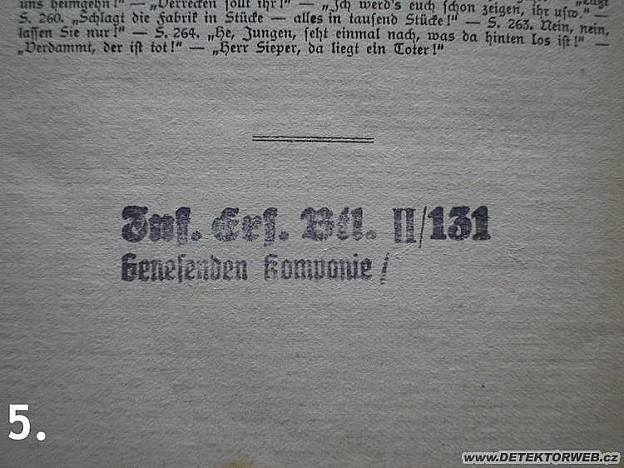 uns heimgehn!" — „Verrecken sollt ihr!" — „Ich werd's euch schon zeigen, ihr usw." —
S. 260. „Schlagt die Fabrik in Stücke — alles in tausend Stücke!" — S. 263. Nein, nein,
lassen Sie nur!" — S. 264. „He, Jungen, seht einmal nach, was da hinten los ist!" —
„Verdammt, der ist tot!" — „Herr Sieper, da liegt ein Toter!"
Inf. Ers. Btl. II/131
Genesenden Kompanie /
5.
www.DETEKTORWEB.cz